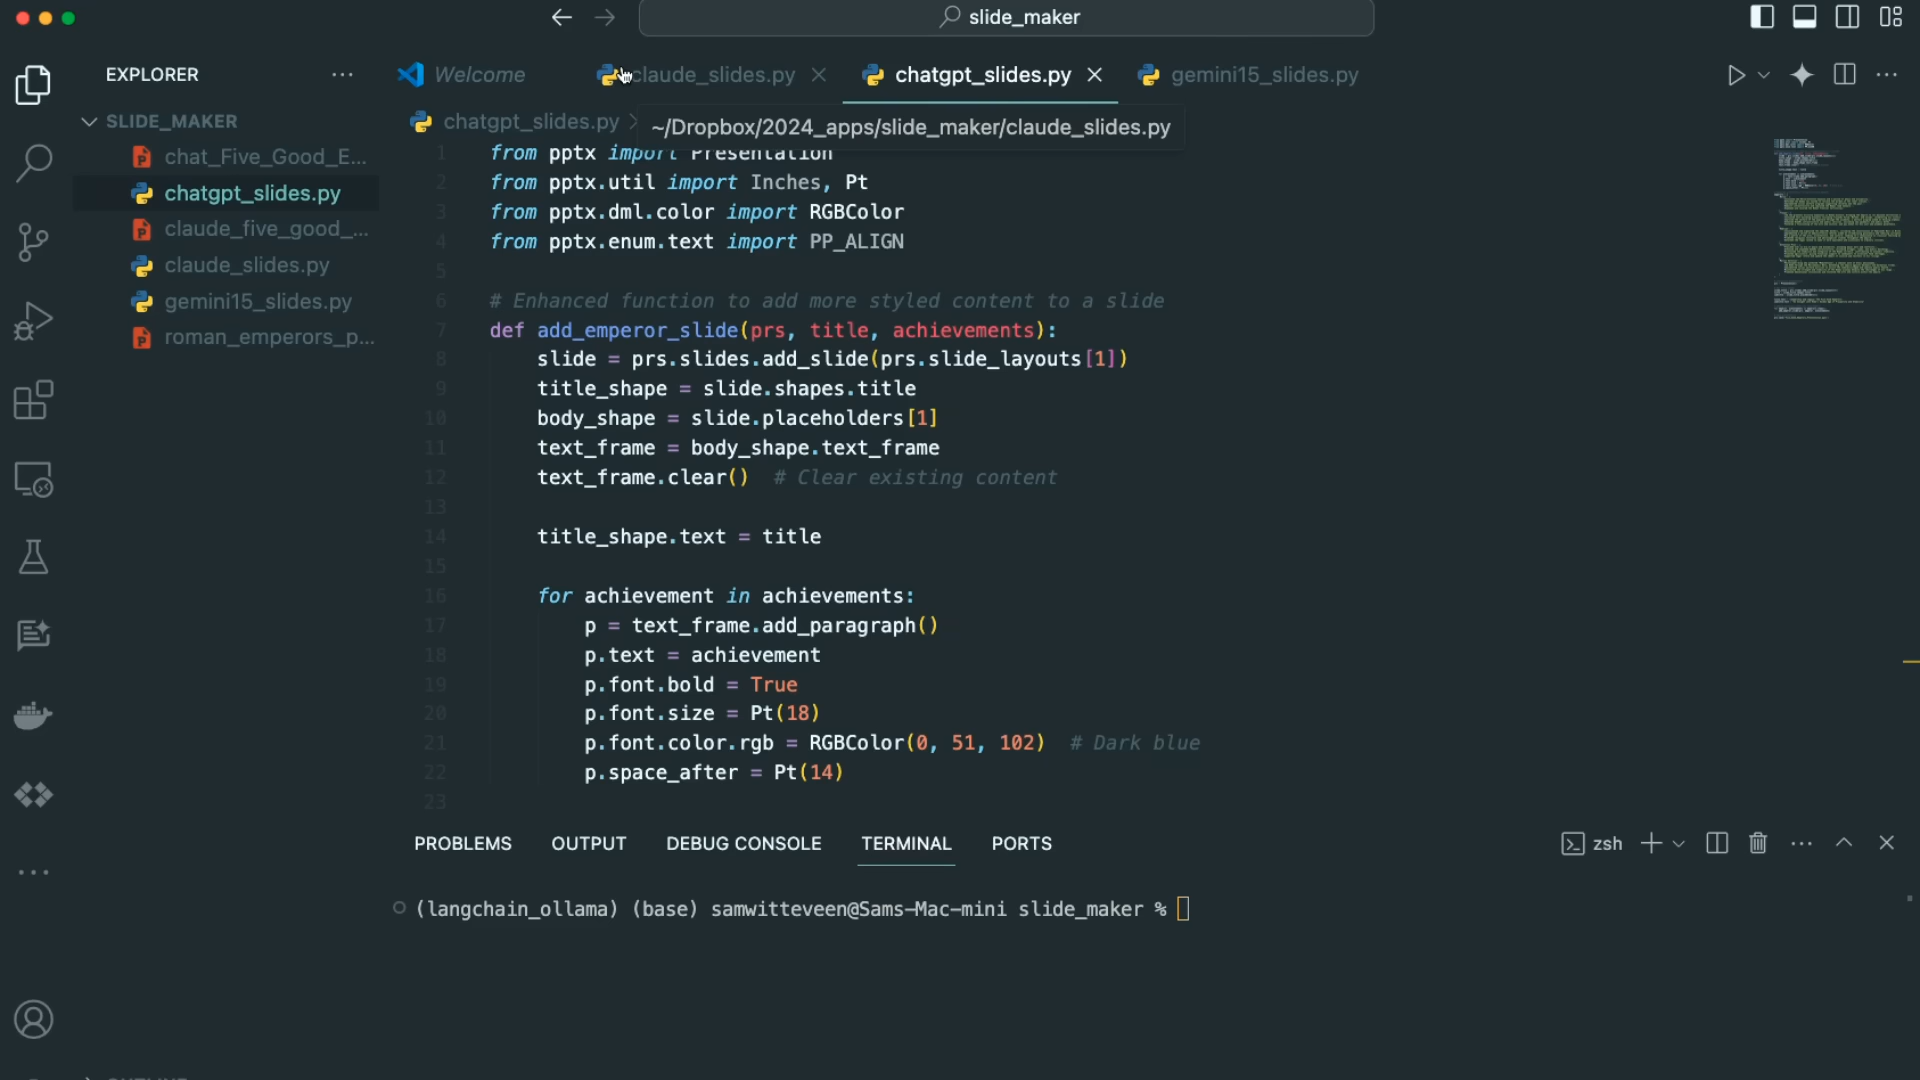 slide_maker
EXPLORER
Welcome
claude_slides.py
chatgpt_slides.py
gemini15_slides.py
SLIDE_MAKER
chat_Five_Good_E...
chatgpt_slides.py
claude_five_good_...
claude_slides.py
gemini15_slides.py
roman_emperors_p...
chatgpt_slides.py >
~/Dropbox/2024_apps/slide_maker/claude_slides.py
1 from pptx import Presentation
2 from pptx.util import Inches, Pt
3 from pptx.dml.color import RGBColor
4 from pptx.enum.text import PP_ALIGN
5
6 # Enhanced function to add more styled content to a slide
7 def add_emperor_slide(prs, title, achievements):
8 slide = prs.slides.add_slide(prs.slide_layouts[1])
9 title_shape = slide.shapes.title
10 body_shape = slide.placeholders[1]
11 text_frame = body_shape.text_frame
12 text_frame.clear() # Clear existing content
13
14 title_shape.text = title
15
16 for achievement in achievements:
17 p = text_frame.add_paragraph()
18 p.text = achievement
19 p.font.bold = True
20 p.font.size = Pt(18)
21 p.font.color.rgb = RGBColor(0, 51, 102) # Dark blue
22 p.space_after = Pt(14)
23
PROBLEMS OUTPUT DEBUG CONSOLE TERMINAL PORTS
zsh
(langchain_ollama) (base) samwitteveen@Sams-Mac-mini slide_maker %